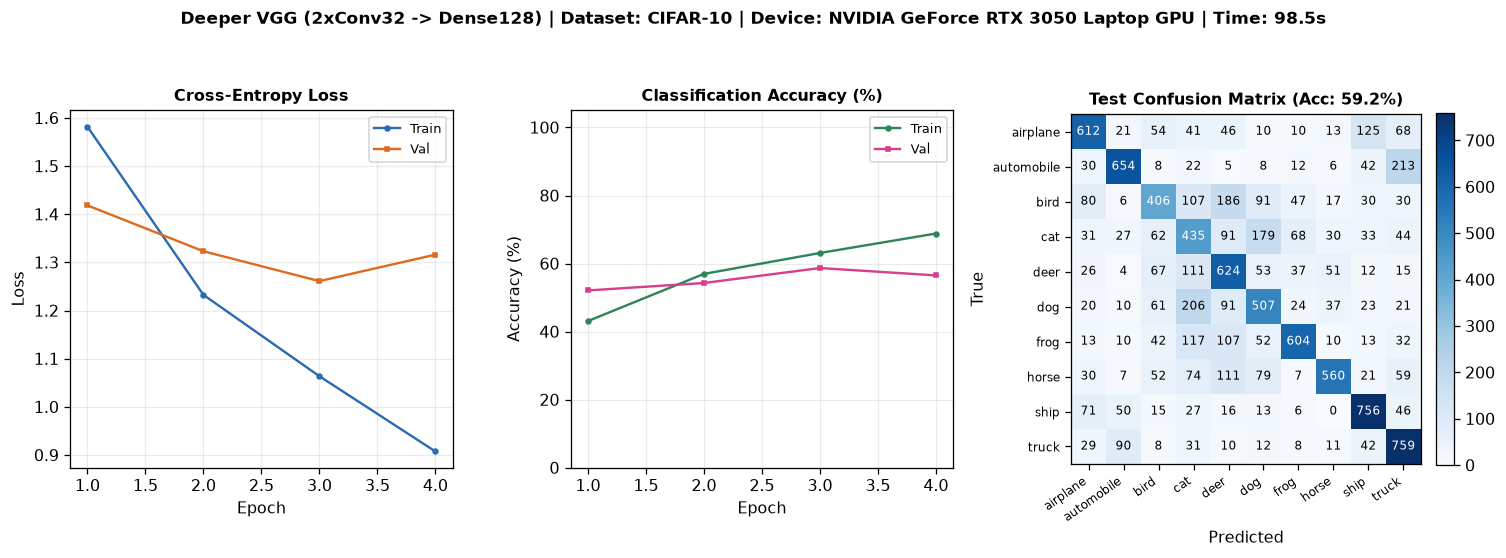 Deeper VGG (2xConv32 -> Dense128) | Dataset: CIFAR-10 | Device: NVIDIA GeForce RTX 3050 Laptop GPU | Time: 98.5s
Cross-Entropy Loss
Train
Val
1.6
1.5
1.4
1.3
1.2
1.1
1.0
0.9
Loss
1.0 1.5 2.0 2.5 3.0 3.5 4.0
Epoch
Classification Accuracy (%)
Train
Val
100
80
60
40
20
0
Accuracy (%)
1.0 1.5 2.0 2.5 3.0 3.5 4.0
Epoch
Test Confusion Matrix (Acc: 59.2%)
True
airplane 612 21 54 41 46 10 10 13 125 68
automobile 30 654 8 22 5 8 12 6 42 213
bird 80 6 406 107 186 91 47 17 30 30
cat 31 27 62 435 91 179 68 30 33 44
deer 26 4 67 111 624 53 37 51 12 15
dog 20 10 61 206 91 507 24 37 23 21
frog 13 10 42 117 107 52 604 10 13 32
horse 30 7 52 74 111 79 7 560 21 59
ship 71 50 15 27 16 13 6 0 756 46
truck 29 90 8 31 10 12 8 11 42 759
airplane automobile bird cat deer dog frog horse ship truck
Predicted
700
600
500
400
300
200
100
0